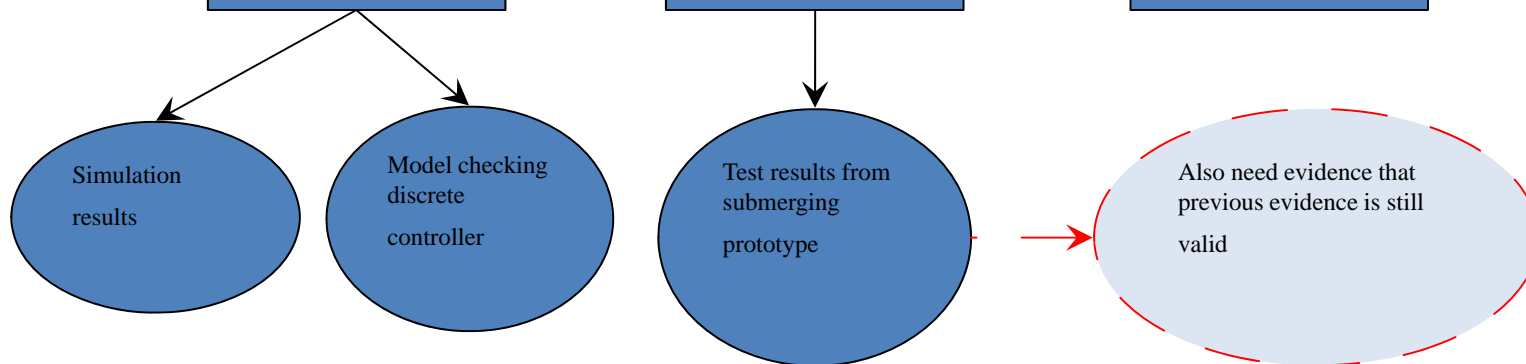 Simulation
results
Model checking
discrete
controller
Test results from
submerging
prototype
Also need evidence that
previous evidence is still
valid